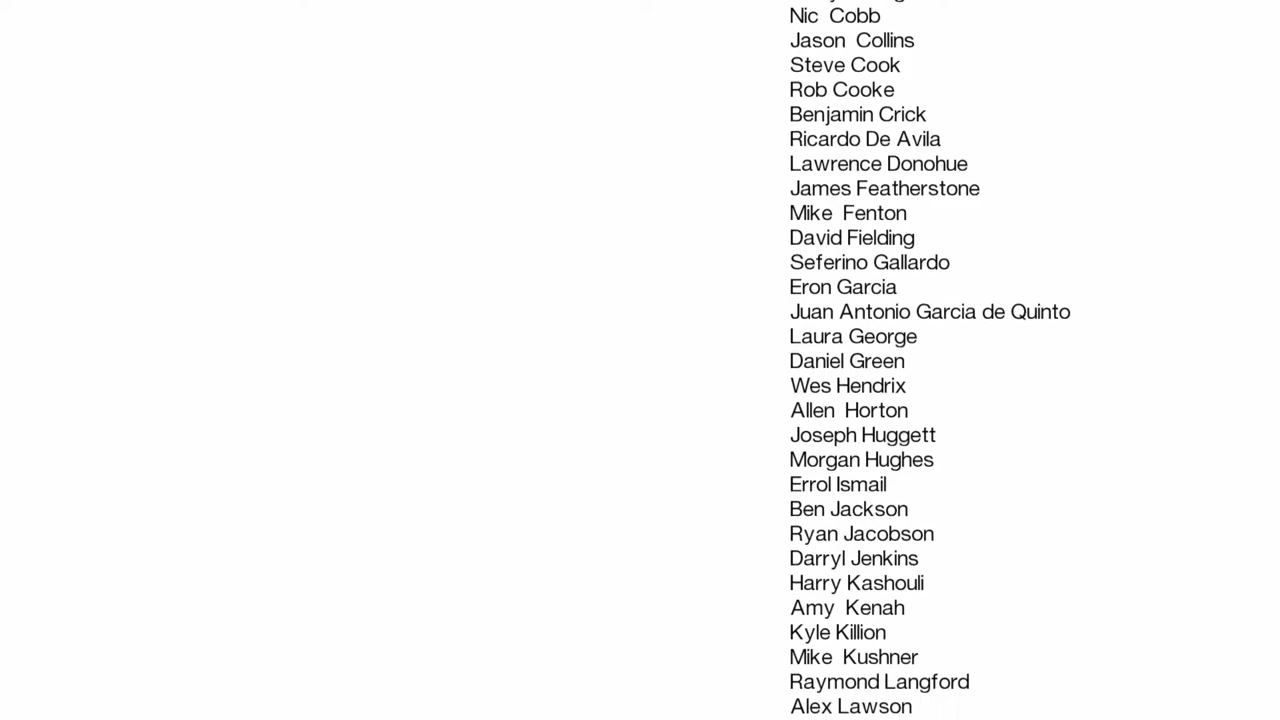 Nic  Cobb
Jason  Collins
Steve Cook
Rob Cooke
Benjamin Crick
Ricardo De Avila
Lawrence Donohue
James Featherstone
Mike  Fenton
David Fielding
Seferino Gallardo
Eron Garcia
Juan Antonio Garcia de Quinto
Laura George
Daniel Green
Wes Hendrix
Allen  Horton
Joseph Huggett
Morgan Hughes
Errol Ismail
Ben Jackson
Ryan Jacobson
Darryl Jenkins
Harry Kashouli
Amy  Kenah
Kyle Killion
Mike  Kushner
Raymond Langford
Alex Lawson